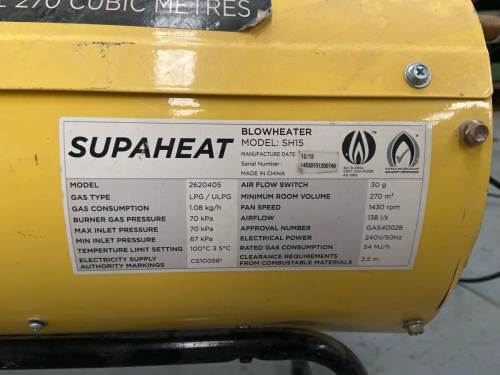 270 CUBIC METRES
SUPAHEAT
BLOWHEATER
MODEL: SH15
MANUFACTURE DATE: 12/15
Serial Number:
MADE IN CHINA
MODEL 2620405
GAS TYPE LPG / ULPG
GAS CONSUMPTION 1.08 kg/h
BURNER GAS PRESSURE 70 kPa
MAX INLET PRESSURE 70 kPa
MIN INLET PRESSURE 67 kPa
TEMPERTURE LIMIT SETTING 100°C 3 5°C
ELECTRICITY SUPPLY
AUTHORITY MARKINGS CS10058*
AIR FLOW SWITCH 30 g
MINIMUM ROOM VOLUME 270 m³
FAN SPEED 1430 rpm
AIRFLOW 138 l/s
APPROVAL NUMBER GAS40028
ELECTRICAL POWER 240V/50Hz
RATED GAS CONSUMPTION 54 MJ/h
CLEARANCE REQUIREMENTS
FROM COMBUSTABLE MATERIALS 2.5 m